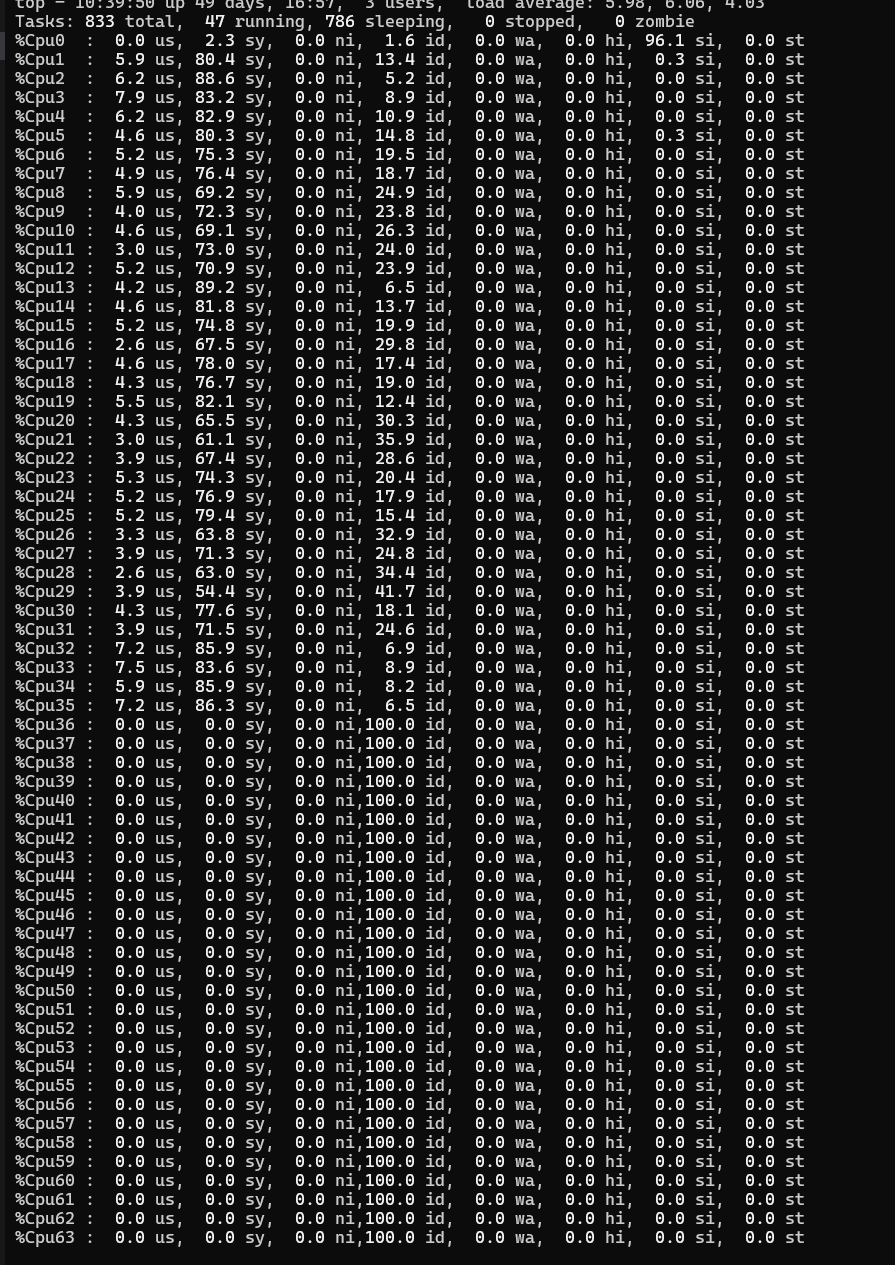 top - 10:39:50 up 49 days, 16:57,  3 users,  load average: 5.98, 6.06, 4.03
Tasks: 833 total,  47 running, 786 sleeping,   0 stopped,   0 zombie
%Cpu0  :  0.0 us,  2.3 sy,  0.0 ni,  1.6 id,  0.0 wa,  0.0 hi, 96.1 si,  0.0 st
%Cpu1  :  5.9 us, 80.4 sy,  0.0 ni, 13.4 id,  0.0 wa,  0.0 hi,  0.3 si,  0.0 st
%Cpu2  :  6.2 us, 88.6 sy,  0.0 ni,  5.2 id,  0.0 wa,  0.0 hi,  0.0 si,  0.0 st
%Cpu3  :  7.9 us, 83.2 sy,  0.0 ni,  8.9 id,  0.0 wa,  0.0 hi,  0.0 si,  0.0 st
%Cpu4  :  6.2 us, 82.9 sy,  0.0 ni, 10.9 id,  0.0 wa,  0.0 hi,  0.0 si,  0.0 st
%Cpu5  :  4.6 us, 80.3 sy,  0.0 ni, 14.8 id,  0.0 wa,  0.0 hi,  0.3 si,  0.0 st
%Cpu6  :  5.2 us, 75.3 sy,  0.0 ni, 19.5 id,  0.0 wa,  0.0 hi,  0.0 si,  0.0 st
%Cpu7  :  4.9 us, 76.4 sy,  0.0 ni, 18.7 id,  0.0 wa,  0.0 hi,  0.0 si,  0.0 st
%Cpu8  :  5.9 us, 69.2 sy,  0.0 ni, 24.9 id,  0.0 wa,  0.0 hi,  0.0 si,  0.0 st
%Cpu9  :  4.0 us, 72.3 sy,  0.0 ni, 23.8 id,  0.0 wa,  0.0 hi,  0.0 si,  0.0 st
%Cpu10 :  4.6 us, 69.1 sy,  0.0 ni, 26.3 id,  0.0 wa,  0.0 hi,  0.0 si,  0.0 st
%Cpu11 :  3.0 us, 73.0 sy,  0.0 ni, 24.0 id,  0.0 wa,  0.0 hi,  0.0 si,  0.0 st
%Cpu12 :  5.2 us, 70.9 sy,  0.0 ni, 23.9 id,  0.0 wa,  0.0 hi,  0.0 si,  0.0 st
%Cpu13 :  4.2 us, 89.2 sy,  0.0 ni,  6.5 id,  0.0 wa,  0.0 hi,  0.0 si,  0.0 st
%Cpu14 :  4.6 us, 81.8 sy,  0.0 ni, 13.7 id,  0.0 wa,  0.0 hi,  0.0 si,  0.0 st
%Cpu15 :  5.2 us, 74.8 sy,  0.0 ni, 19.9 id,  0.0 wa,  0.0 hi,  0.0 si,  0.0 st
%Cpu16 :  2.6 us, 67.5 sy,  0.0 ni, 29.8 id,  0.0 wa,  0.0 hi,  0.0 si,  0.0 st
%Cpu17 :  4.6 us, 78.0 sy,  0.0 ni, 17.4 id,  0.0 wa,  0.0 hi,  0.0 si,  0.0 st
%Cpu18 :  4.3 us, 76.7 sy,  0.0 ni, 19.0 id,  0.0 wa,  0.0 hi,  0.0 si,  0.0 st
%Cpu19 :  5.5 us, 82.1 sy,  0.0 ni, 12.4 id,  0.0 wa,  0.0 hi,  0.0 si,  0.0 st
%Cpu20 :  4.3 us, 65.5 sy,  0.0 ni, 30.3 id,  0.0 wa,  0.0 hi,  0.0 si,  0.0 st
%Cpu21 :  3.0 us, 61.1 sy,  0.0 ni, 35.9 id,  0.0 wa,  0.0 hi,  0.0 si,  0.0 st
%Cpu22 :  3.9 us, 67.4 sy,  0.0 ni, 28.6 id,  0.0 wa,  0.0 hi,  0.0 si,  0.0 st
%Cpu23 :  5.3 us, 74.3 sy,  0.0 ni, 20.4 id,  0.0 wa,  0.0 hi,  0.0 si,  0.0 st
%Cpu24 :  5.2 us, 76.9 sy,  0.0 ni, 17.9 id,  0.0 wa,  0.0 hi,  0.0 si,  0.0 st
%Cpu25 :  5.2 us, 79.4 sy,  0.0 ni, 15.4 id,  0.0 wa,  0.0 hi,  0.0 si,  0.0 st
%Cpu26 :  3.3 us, 63.8 sy,  0.0 ni, 32.9 id,  0.0 wa,  0.0 hi,  0.0 si,  0.0 st
%Cpu27 :  3.9 us, 71.3 sy,  0.0 ni, 24.8 id,  0.0 wa,  0.0 hi,  0.0 si,  0.0 st
%Cpu28 :  2.6 us, 63.0 sy,  0.0 ni, 34.4 id,  0.0 wa,  0.0 hi,  0.0 si,  0.0 st
%Cpu29 :  3.9 us, 54.4 sy,  0.0 ni, 41.7 id,  0.0 wa,  0.0 hi,  0.0 si,  0.0 st
%Cpu30 :  4.3 us, 77.6 sy,  0.0 ni, 18.1 id,  0.0 wa,  0.0 hi,  0.0 si,  0.0 st
%Cpu31 :  3.9 us, 71.5 sy,  0.0 ni, 24.6 id,  0.0 wa,  0.0 hi,  0.0 si,  0.0 st
%Cpu32 :  7.2 us, 85.9 sy,  0.0 ni,  6.9 id,  0.0 wa,  0.0 hi,  0.0 si,  0.0 st
%Cpu33 :  7.5 us, 83.6 sy,  0.0 ni,  8.9 id,  0.0 wa,  0.0 hi,  0.0 si,  0.0 st
%Cpu34 :  5.9 us, 85.9 sy,  0.0 ni,  8.2 id,  0.0 wa,  0.0 hi,  0.0 si,  0.0 st
%Cpu35 :  7.2 us, 86.3 sy,  0.0 ni,  6.5 id,  0.0 wa,  0.0 hi,  0.0 si,  0.0 st
%Cpu36 :  0.0 us,  0.0 sy,  0.0 ni,100.0 id,  0.0 wa,  0.0 hi,  0.0 si,  0.0 st
%Cpu37 :  0.0 us,  0.0 sy,  0.0 ni,100.0 id,  0.0 wa,  0.0 hi,  0.0 si,  0.0 st
%Cpu38 :  0.0 us,  0.0 sy,  0.0 ni,100.0 id,  0.0 wa,  0.0 hi,  0.0 si,  0.0 st
%Cpu39 :  0.0 us,  0.0 sy,  0.0 ni,100.0 id,  0.0 wa,  0.0 hi,  0.0 si,  0.0 st
%Cpu40 :  0.0 us,  0.0 sy,  0.0 ni,100.0 id,  0.0 wa,  0.0 hi,  0.0 si,  0.0 st
%Cpu41 :  0.0 us,  0.0 sy,  0.0 ni,100.0 id,  0.0 wa,  0.0 hi,  0.0 si,  0.0 st
%Cpu42 :  0.0 us,  0.0 sy,  0.0 ni,100.0 id,  0.0 wa,  0.0 hi,  0.0 si,  0.0 st
%Cpu43 :  0.0 us,  0.0 sy,  0.0 ni,100.0 id,  0.0 wa,  0.0 hi,  0.0 si,  0.0 st
%Cpu44 :  0.0 us,  0.0 sy,  0.0 ni,100.0 id,  0.0 wa,  0.0 hi,  0.0 si,  0.0 st
%Cpu45 :  0.0 us,  0.0 sy,  0.0 ni,100.0 id,  0.0 wa,  0.0 hi,  0.0 si,  0.0 st
%Cpu46 :  0.0 us,  0.0 sy,  0.0 ni,100.0 id,  0.0 wa,  0.0 hi,  0.0 si,  0.0 st
%Cpu47 :  0.0 us,  0.0 sy,  0.0 ni,100.0 id,  0.0 wa,  0.0 hi,  0.0 si,  0.0 st
%Cpu48 :  0.0 us,  0.0 sy,  0.0 ni,100.0 id,  0.0 wa,  0.0 hi,  0.0 si,  0.0 st
%Cpu49 :  0.0 us,  0.0 sy,  0.0 ni,100.0 id,  0.0 wa,  0.0 hi,  0.0 si,  0.0 st
%Cpu50 :  0.0 us,  0.0 sy,  0.0 ni,100.0 id,  0.0 wa,  0.0 hi,  0.0 si,  0.0 st
%Cpu51 :  0.0 us,  0.0 sy,  0.0 ni,100.0 id,  0.0 wa,  0.0 hi,  0.0 si,  0.0 st
%Cpu52 :  0.0 us,  0.0 sy,  0.0 ni,100.0 id,  0.0 wa,  0.0 hi,  0.0 si,  0.0 st
%Cpu53 :  0.0 us,  0.0 sy,  0.0 ni,100.0 id,  0.0 wa,  0.0 hi,  0.0 si,  0.0 st
%Cpu54 :  0.0 us,  0.0 sy,  0.0 ni,100.0 id,  0.0 wa,  0.0 hi,  0.0 si,  0.0 st
%Cpu55 :  0.0 us,  0.0 sy,  0.0 ni,100.0 id,  0.0 wa,  0.0 hi,  0.0 si,  0.0 st
%Cpu56 :  0.0 us,  0.0 sy,  0.0 ni,100.0 id,  0.0 wa,  0.0 hi,  0.0 si,  0.0 st
%Cpu57 :  0.0 us,  0.0 sy,  0.0 ni,100.0 id,  0.0 wa,  0.0 hi,  0.0 si,  0.0 st
%Cpu58 :  0.0 us,  0.0 sy,  0.0 ni,100.0 id,  0.0 wa,  0.0 hi,  0.0 si,  0.0 st
%Cpu59 :  0.0 us,  0.0 sy,  0.0 ni,100.0 id,  0.0 wa,  0.0 hi,  0.0 si,  0.0 st
%Cpu60 :  0.0 us,  0.0 sy,  0.0 ni,100.0 id,  0.0 wa,  0.0 hi,  0.0 si,  0.0 st
%Cpu61 :  0.0 us,  0.0 sy,  0.0 ni,100.0 id,  0.0 wa,  0.0 hi,  0.0 si,  0.0 st
%Cpu62 :  0.0 us,  0.0 sy,  0.0 ni,100.0 id,  0.0 wa,  0.0 hi,  0.0 si,  0.0 st
%Cpu63 :  0.0 us,  0.0 sy,  0.0 ni,100.0 id,  0.0 wa,  0.0 hi,  0.0 si,  0.0 st